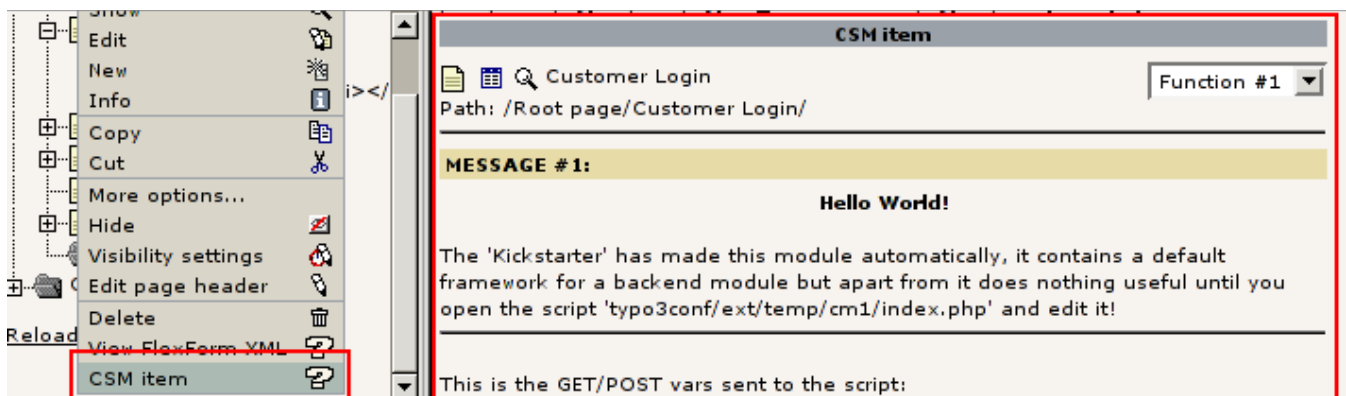 Show
Edit
New
Info
Copy
Cut
More options...
Hide
Visibility settings
Edit page header
Delete
View FlexForm XML
CSM item
i></
Reload
CSM item
Customer Login
Function #1
Path: /Root page/Customer Login/
MESSAGE #1:
Hello World!
The 'Kickstarter' has made this module automatically, it contains a default
framework for a backend module but apart from it does nothing useful until you
open the script 'typo3conf/ext/temp/cm1/index.php' and edit it!
This is the GET/POST vars sent to the script: